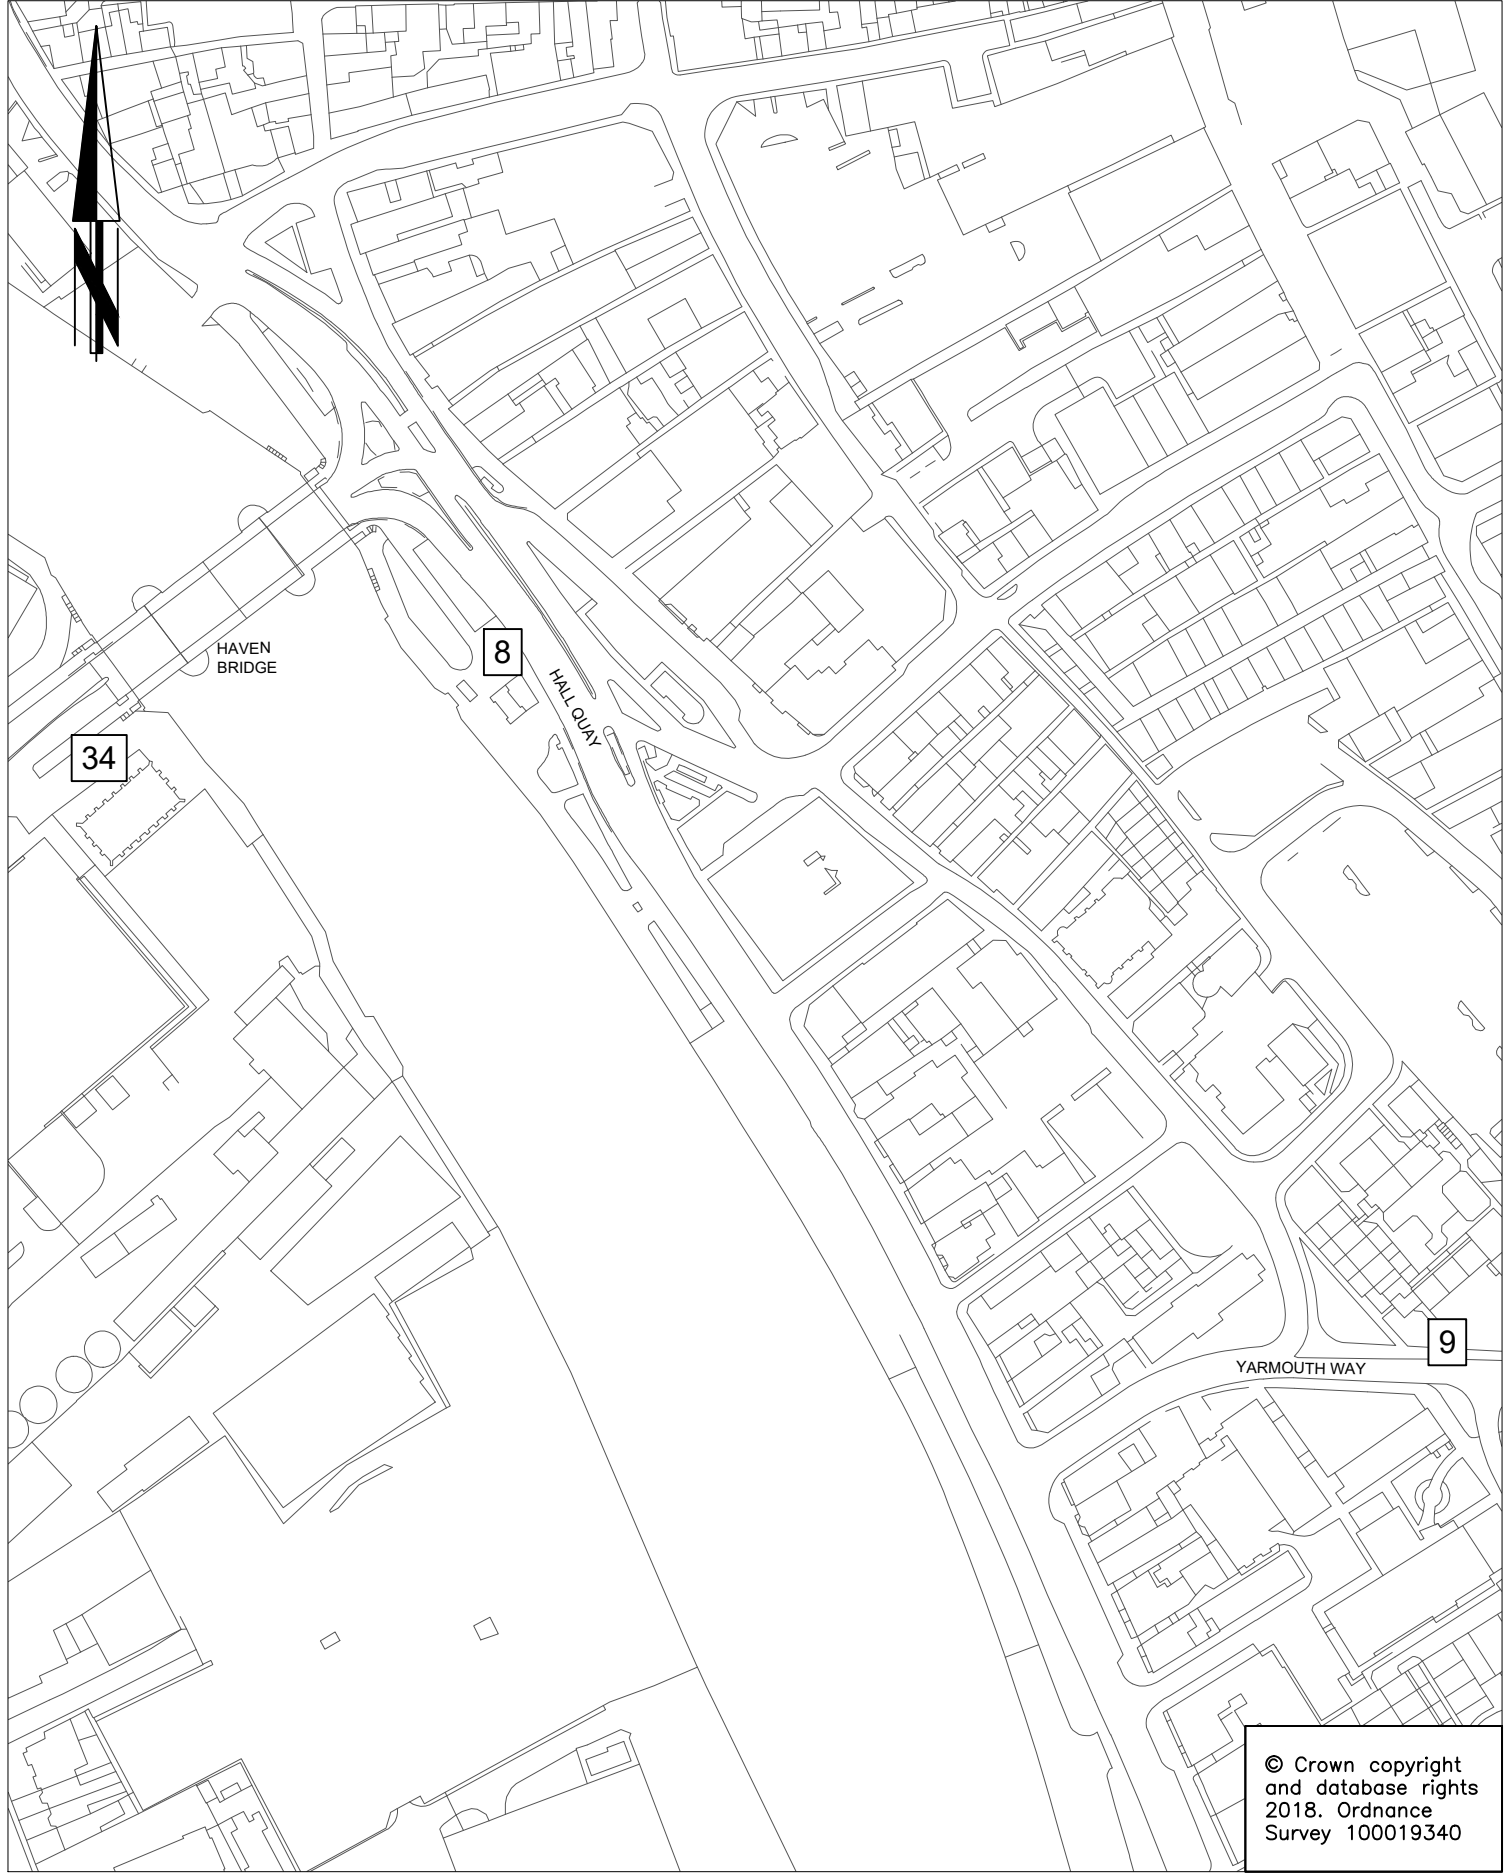 N
HAVEN
BRIDGE
8
HALL QUAY
34
9
YARMOUTH WAY
© Crown copyright
and database rights
2018. Ordnance
Survey 100019340